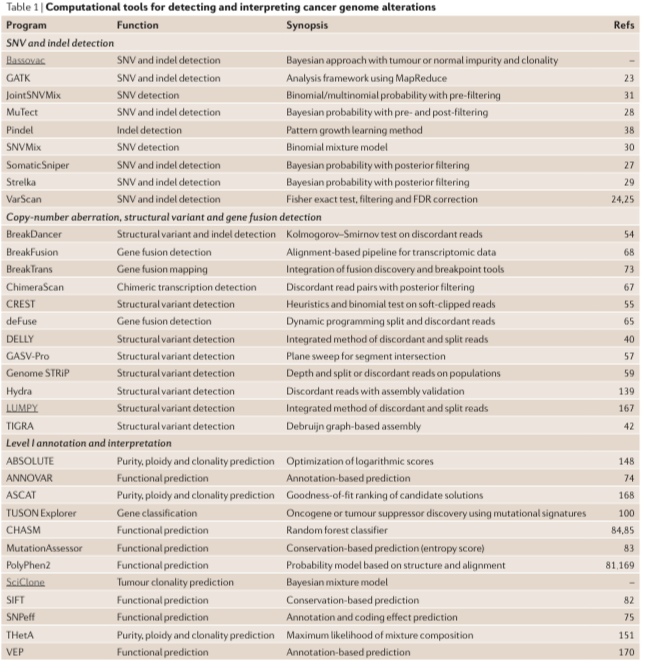 Table 1 | Computational tools for detecting and interpreting cancer genome alterations
Program Function Synopsis Refs
SNV and indel detection
Bassovac SNV and indel detection Bayesian approach with tumour or normal impurity and clonality –
GATK SNV and indel detection Analysis framework using MapReduce 23
JointSNVMix SNV detection Binomial/multinomial probability with pre-filtering 31
MuTect SNV and indel detection Bayesian probability with pre- and post-filtering 28
Pindel Indel detection Pattern growth learning method 38
SNVMix SNV detection Binomial mixture model 30
SomaticSniper SNV and indel detection Bayesian probability with posterior filtering 27
Strelka SNV and indel detection Bayesian probability with posterior filtering 29
VarScan SNV and indel detection Fisher exact test, filtering and FDR correction 24,25
Copy-number aberration, structural variant and gene fusion detection
BreakDancer Structural variant and indel detection Kolmogorov–Smirnov test on discordant reads 54
BreakFusion Gene fusion detection Alignment-based pipeline for transcriptomic data 68
BreakTrans Gene fusion mapping Integration of fusion discovery and breakpoint tools 73
ChimeraScan Chimeric transcription detection Discordant read pairs with posterior filtering 67
CREST Structural variant detection Heuristics and binomial test on soft-clipped reads 55
deFuse Gene fusion detection Dynamic programming split and discordant reads 65
DELLY Structural variant detection Integrated method of discordant and split reads 40
GASV-Pro Structural variant detection Plane sweep for segment intersection 57
Genome STRiP Structural variant detection Depth and split or discordant reads on populations 59
Hydra Structural variant detection Discordant reads with assembly validation 139
LUMPY Structural variant detection Integrated method of discordant and split reads 167
TIGRA Structural variant detection Debruijn graph-based assembly 42
Level I annotation and interpretation
ABSOLUTE Purity, ploidy and clonality prediction Optimization of logarithmic scores 148
ANNOVAR Functional prediction Annotation-based prediction 74
ASCAT Purity, ploidy and clonality prediction Goodness-of-fit ranking of candidate solutions 168
TUSON Explorer Gene classification Oncogene or tumour suppressor discovery using mutational signatures 100
CHASM Functional prediction Random forest classifier 84,85
MutationAssessor Functional prediction Conservation-based prediction (entropy score) 83
PolyPhen2 Functional prediction Probability model based on structure and alignment 81,169
SciClone Tumour clonality prediction Bayesian mixture model –
SIFT Functional prediction Conservation-based prediction 82
SNPeff Functional prediction Annotation and coding effect prediction 75
THetA Purity, ploidy and clonality prediction Maximum likelihood of mixture composition 151
VEP Functional prediction Annotation-based prediction 170